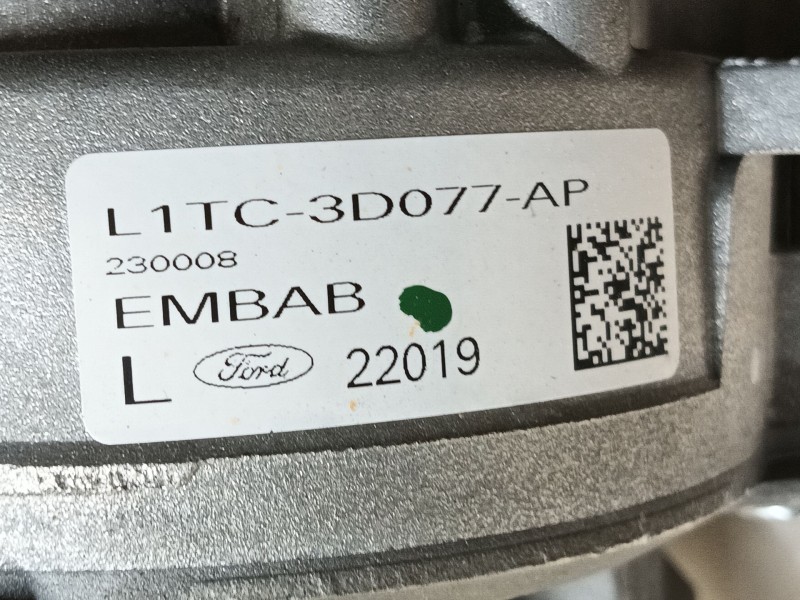 L1TC-3D077-AP
230008
EMBAB
L Ford 22019